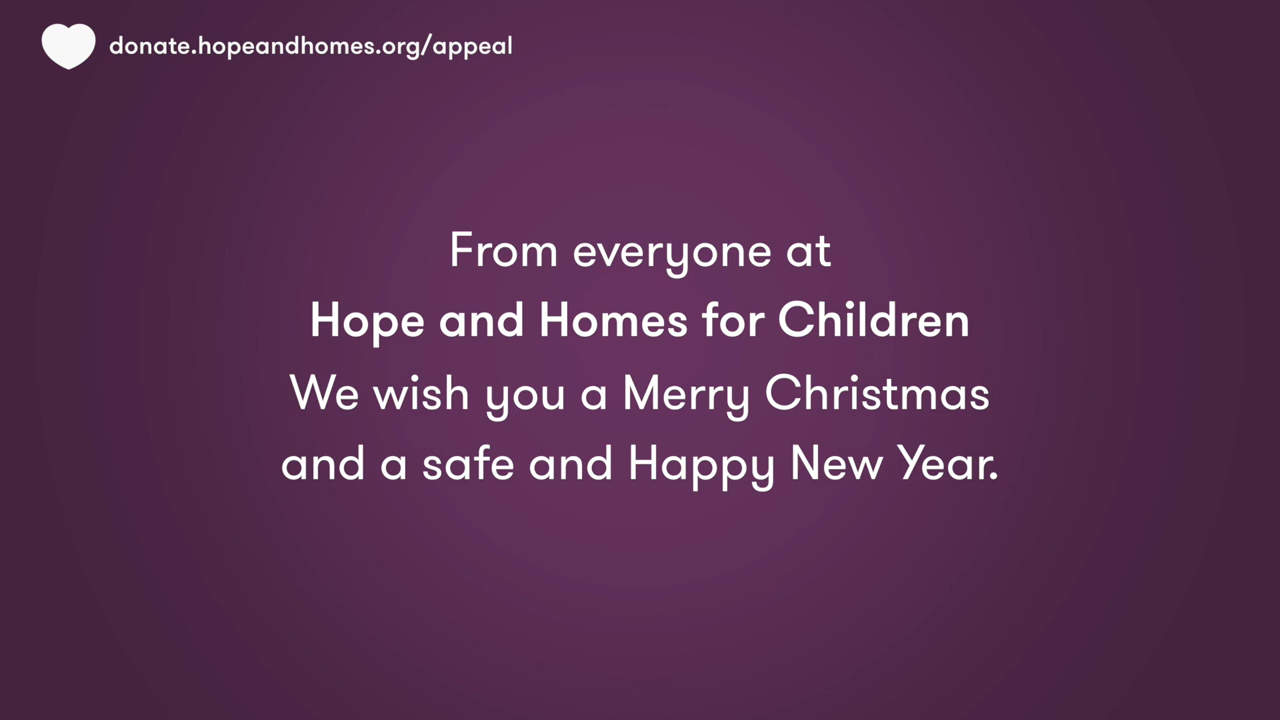 donate.hopeandhomes.org/appeal
From everyone at
Hope and Homes for Children
We wish you a Merry Christmas
and a safe and Happy New Year.